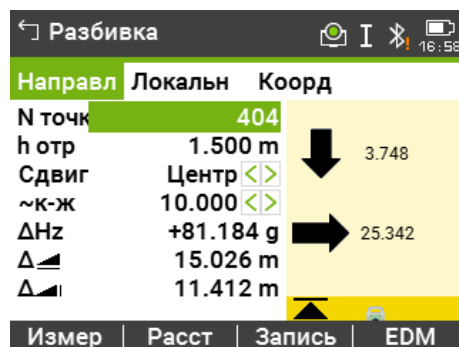 Разбивка I 16:58
Направл Локальн Коорд
N точк 404
h отр 1.500 m
Сдвиг Центр <>
~к-ж 10.000 <>
ΔHz +81.184 g
Δ 15.026 m
Δ 11.412 m
3.748
25.342
Измер | Расст | Запись | EDM